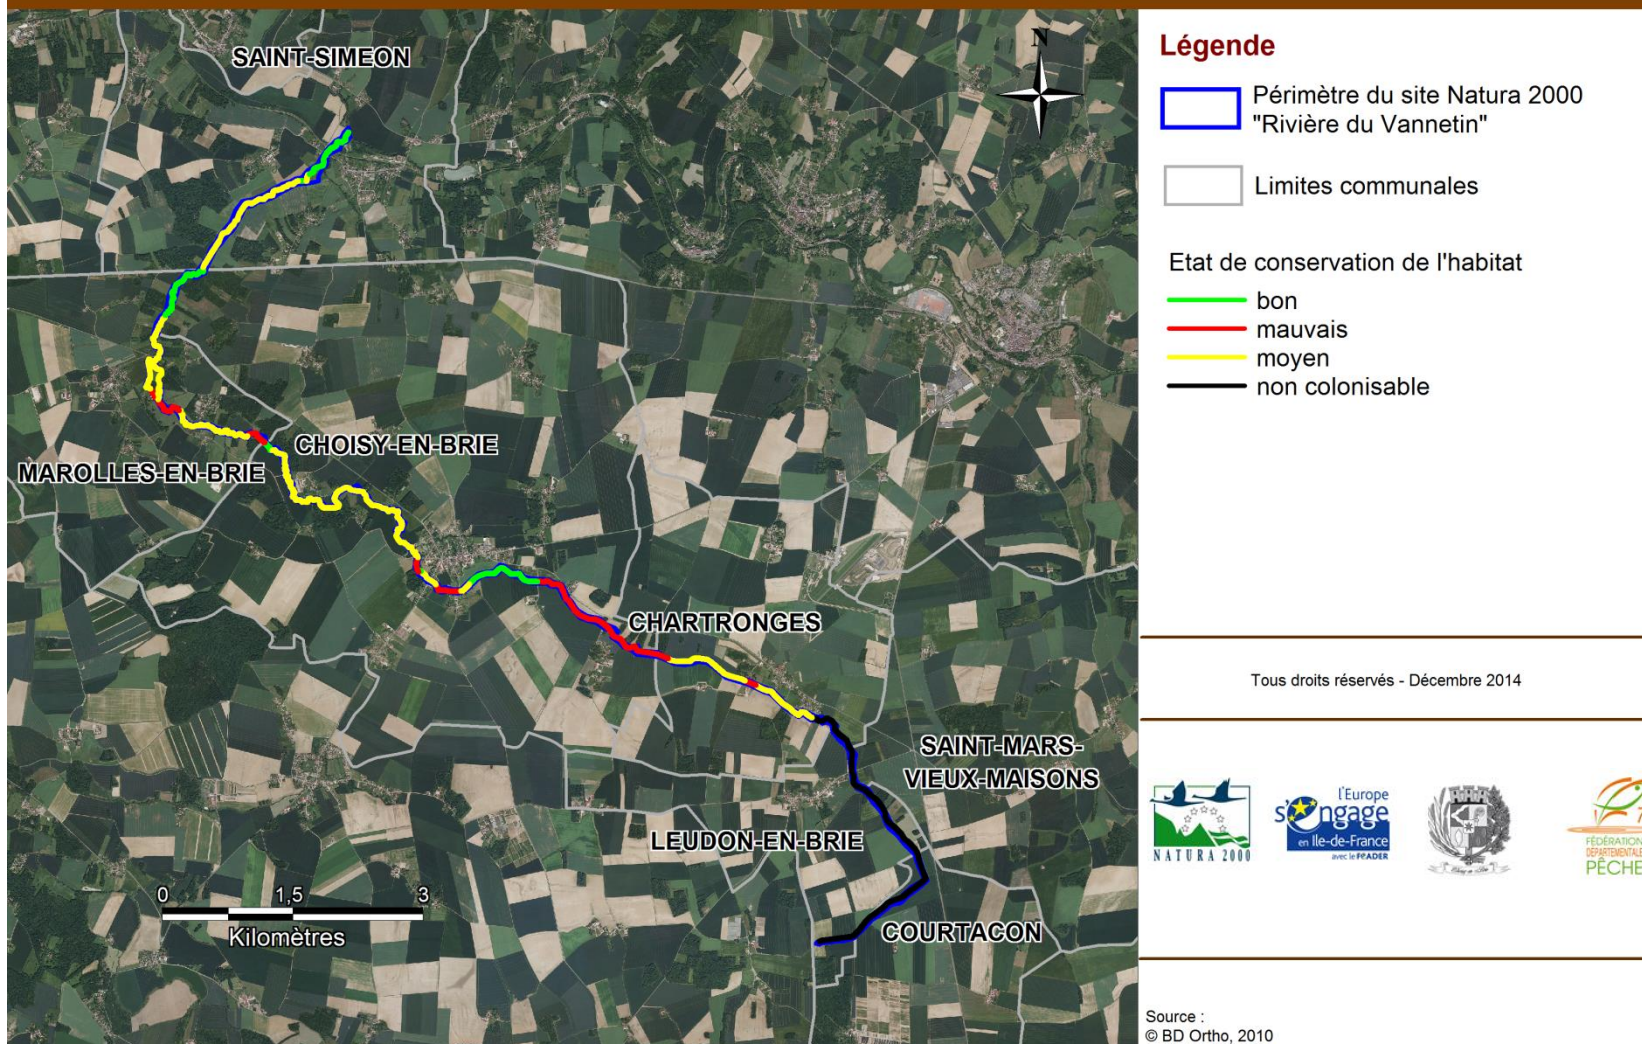 SAINT-SIMEON
CHOISY-EN-BRIE
MAROLLES-EN-BRIE
CHARTRONGES
SAINT-MARS-
VIEUX-MAISONS
LEUDON-EN-BRIE
COURTACON
N
0 1,5 3
Kilomètres
Légende
Périmètre du site Natura 2000
"Rivière du Vannetin"
Limites communales
Etat de conservation de l'habitat
bon
mauvais
moyen
non colonisable
Tous droits réservés - Décembre 2014
NATURA 2000
l'Europe
s'engage
en Ile-de-France
avec le FEADER
FÉDÉRATION
DÉPARTEMENTALE
PÊCHE
Source :
© BD Ortho, 2010